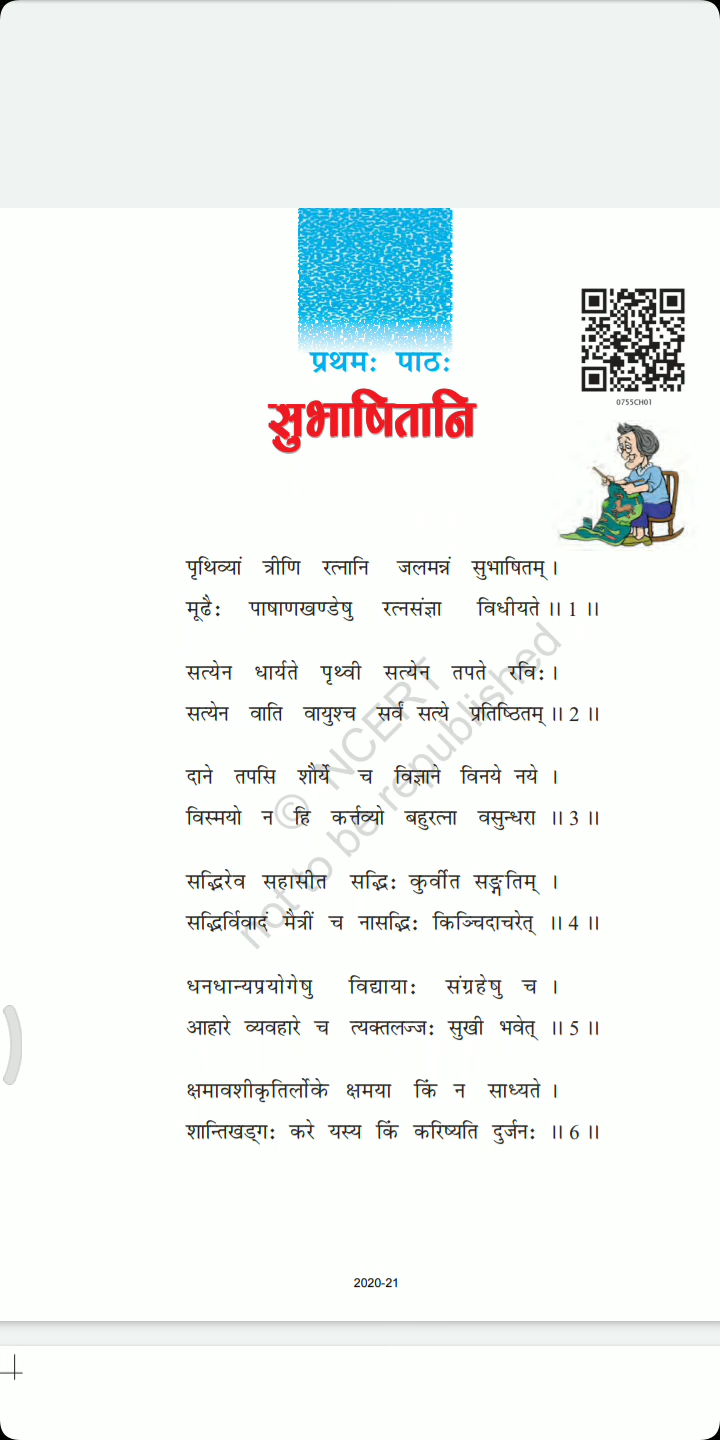 प्रथमः पाठः
सुभाषितानि
0755CH01
पृथिव्यां त्रीणि रत्नानि जलमन्नं सुभाषितम् ।
मूढैः पाषाणखण्डेषु रत्नसंज्ञा विधीयते ।। 1 ।।
सत्येन धार्यते पृथ्वी सत्येन तपते रविः ।
सत्येन वाति वायुश्च सर्वं सत्ये प्रतिष्ठितम् ।। 2 ।।
दाने तपसि शौर्ये च विज्ञाने विनये नये ।
विस्मयो न हि कर्त्तव्यो बहुरत्ना वसुन्धरा ।। 3 ।।
सद्भिरेव सहासीत सद्भिः कुर्वीत सङ्गतिम् ।
सद्भिर्विवादं मैत्रीं च नासद्भिः किञ्चिदाचरेत् ।। 4 ।।
धनधान्यप्रयोगेषु विद्यायाः संग्रहेषु च ।
आहारे व्यवहारे च त्यक्तलज्जः सुखी भवेत् ।। 5 ।।
क्षमावशीकृतिर्लोके क्षमया किं न साध्यते ।
शान्तिखड्गः करे यस्य किं करिष्यति दुर्जनः ।। 6 ।।
© NCERT
not to be republished
2020-21